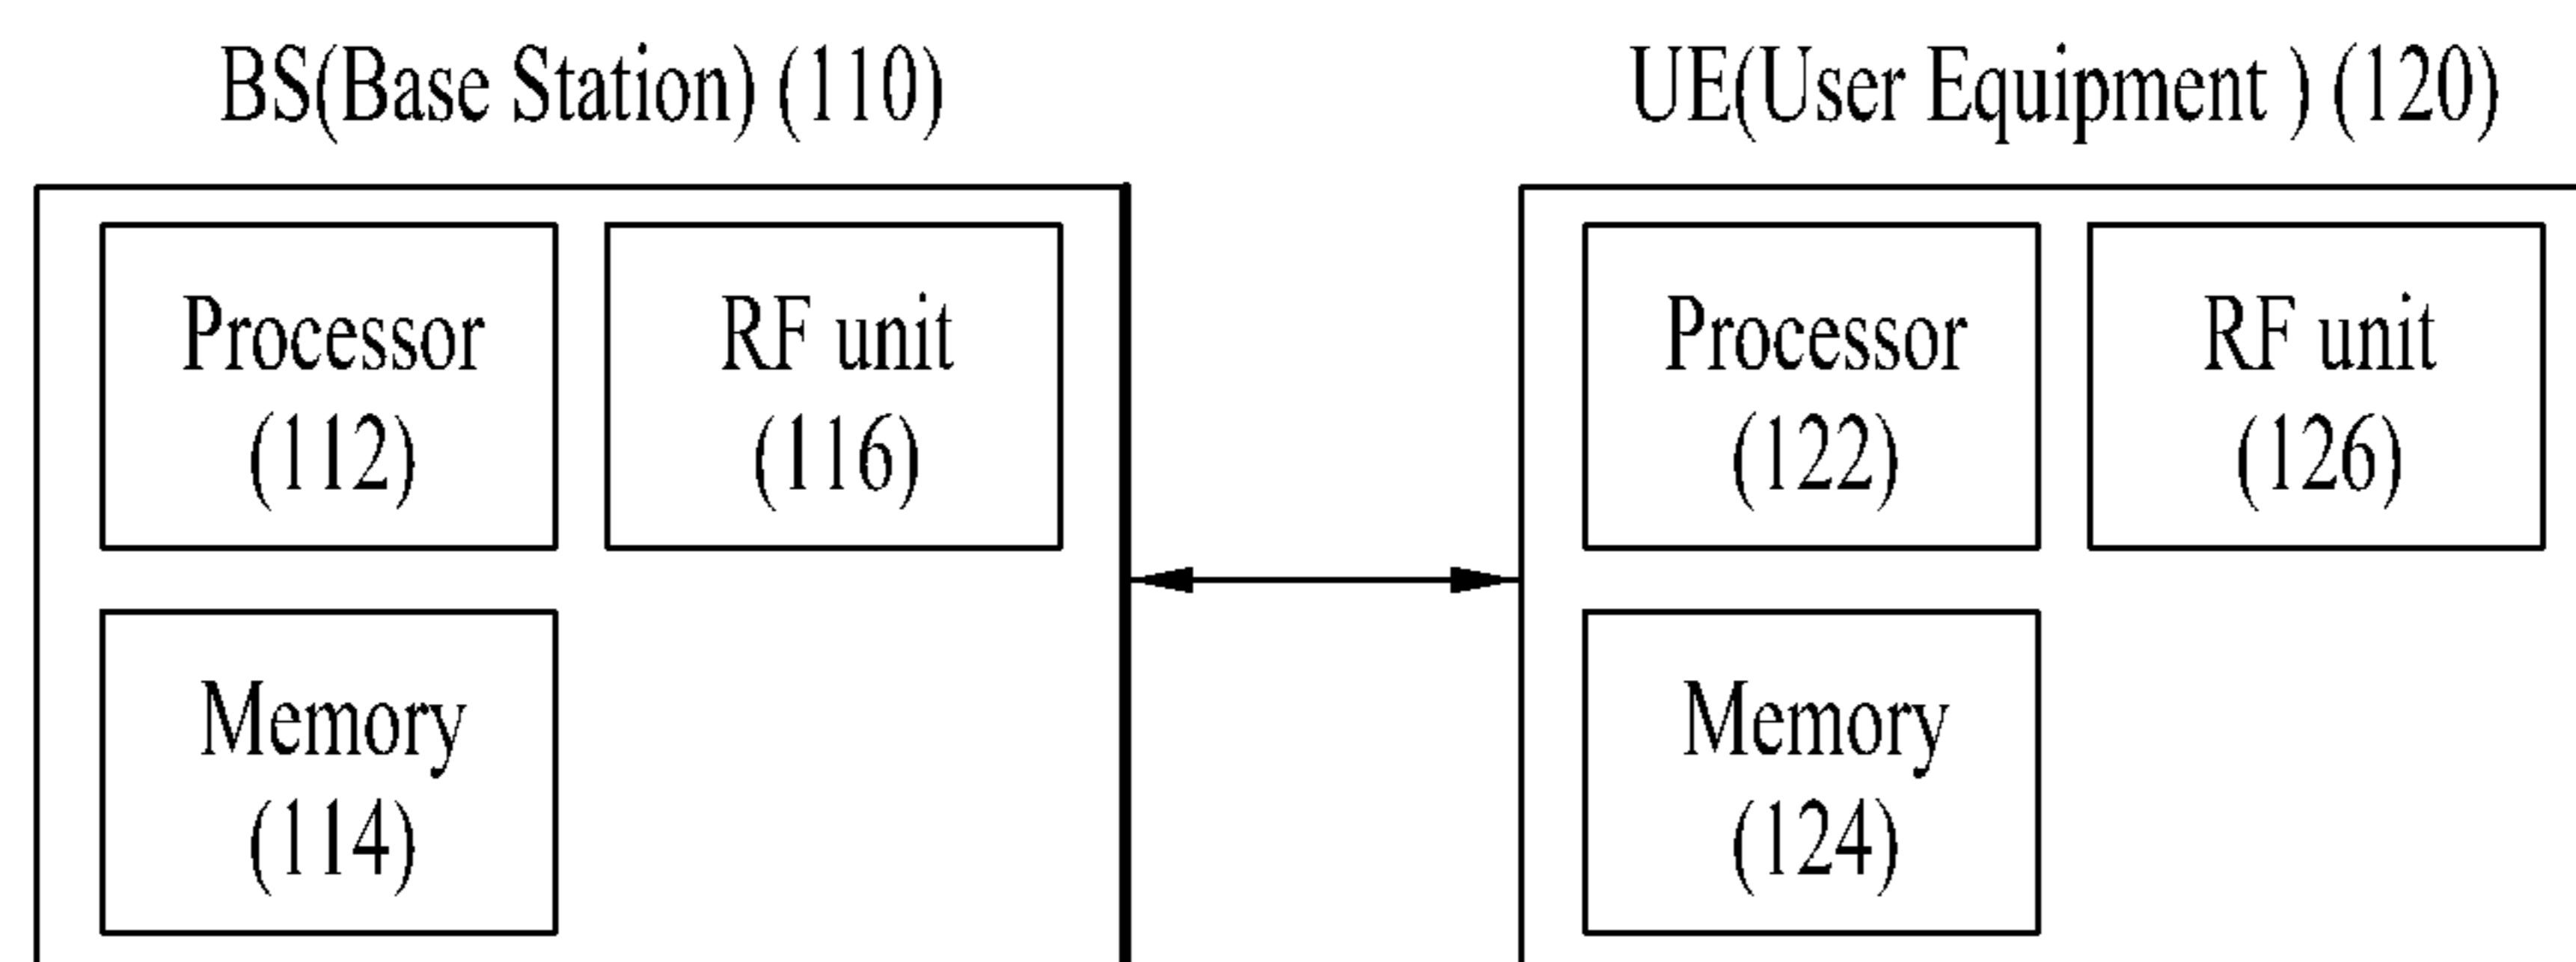 BS(Base Station) (110)
Processor
(112)
RF unit
(116)
Memory
(114)
UE(User Equipment ) (120)
Processor
(122)
RF unit
(126)
Memory
(124)